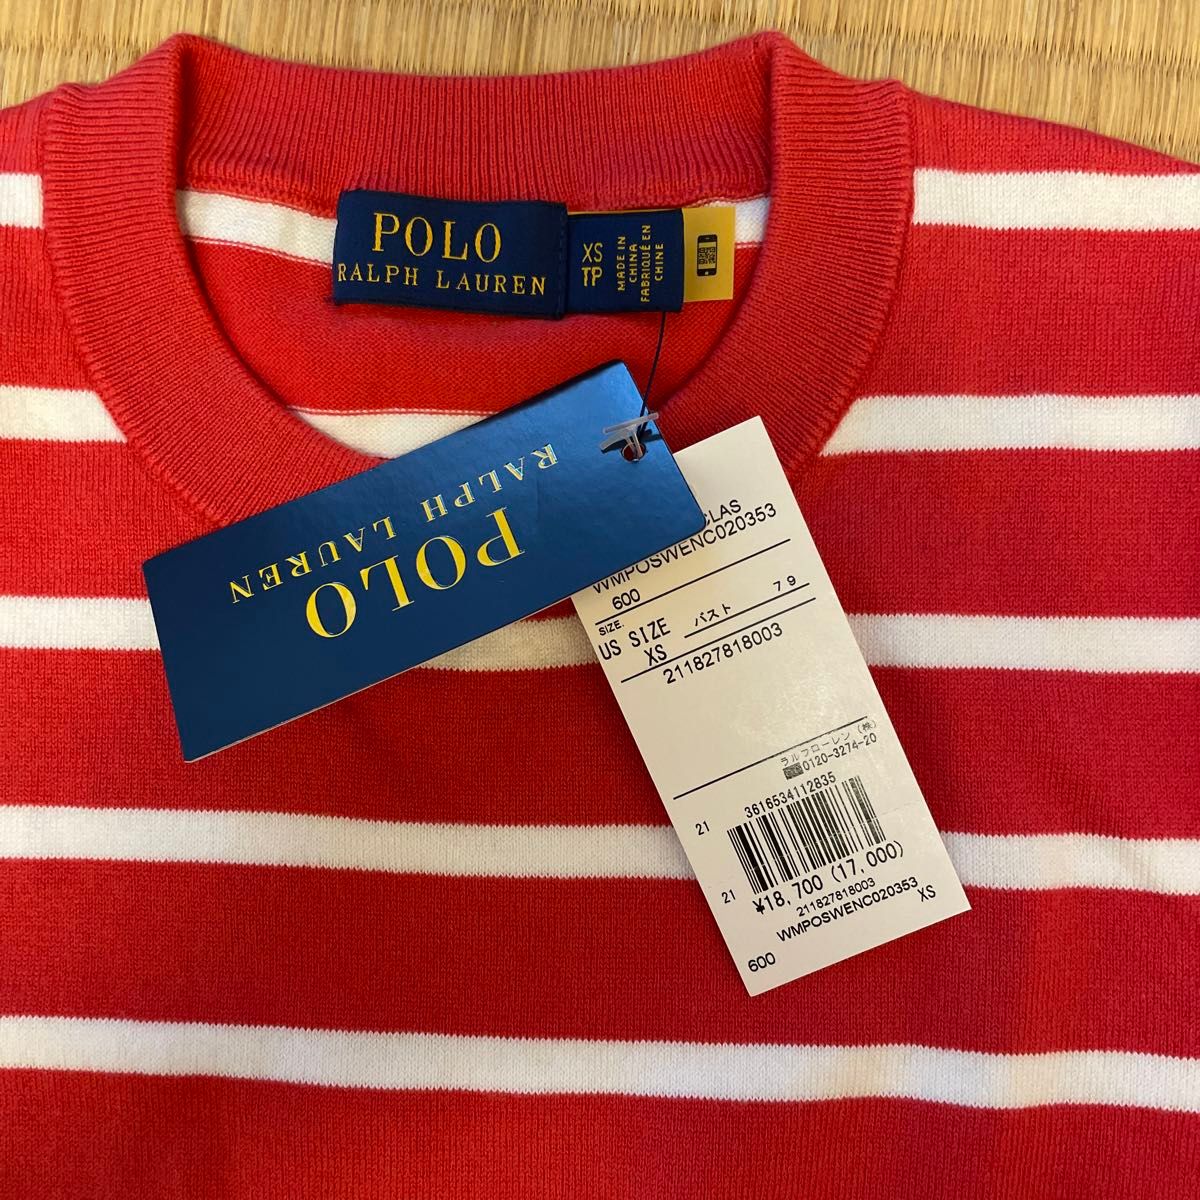 POLO
RALPH LAUREN
XS
TP
MADE IN
CHINA
FABRIQUÉ EN
CHINE
POLO
RALPH LAUREN
CLAS
WMPOSWENC020353
600
SIZE.
US SIZE バスト 79
XS
211827818003
ラルフローレン(株)
0120-3274-20
3616534112835
21
21
¥18,700 (17,000)
211827818003
WMPOSWENC020353
XS
600